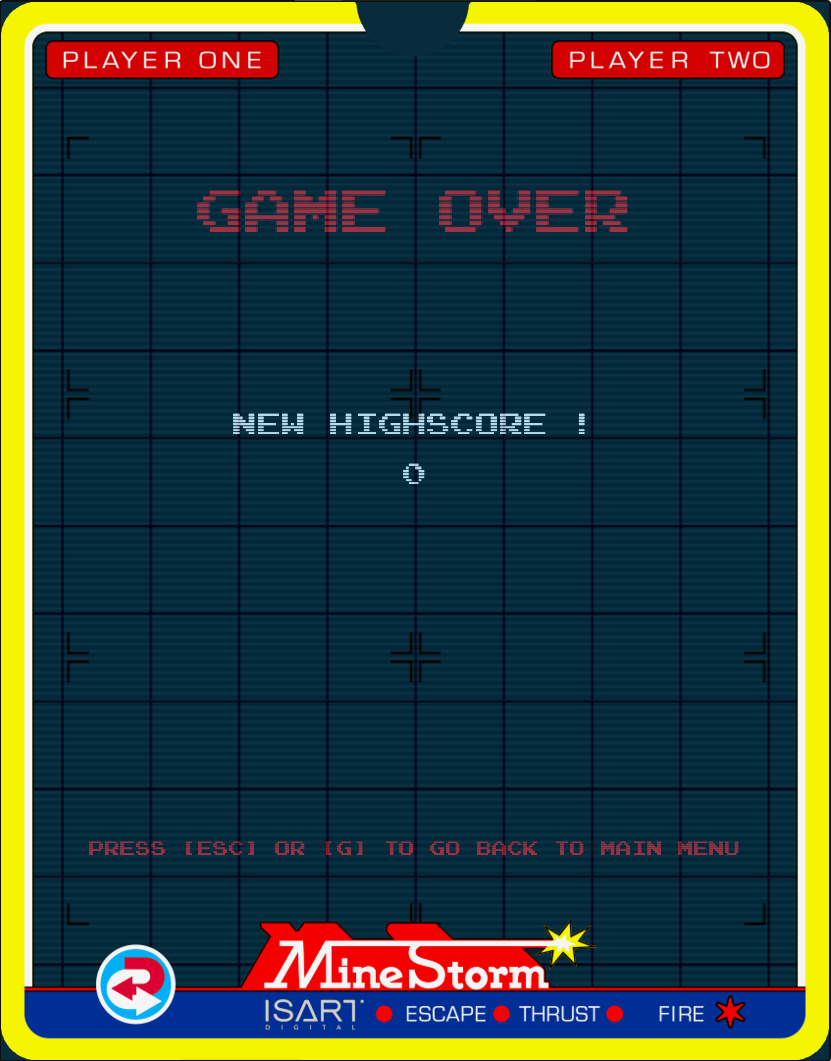 PLAYER ONE
PLAYER TWO
GAME OVER
NEW HIGHSCORE !
0
PRESS [ESC] OR [G] TO GO BACK TO MAIN MENU
MineStorm
ISART
DIGITAL
ESCAPE THRUST FIRE